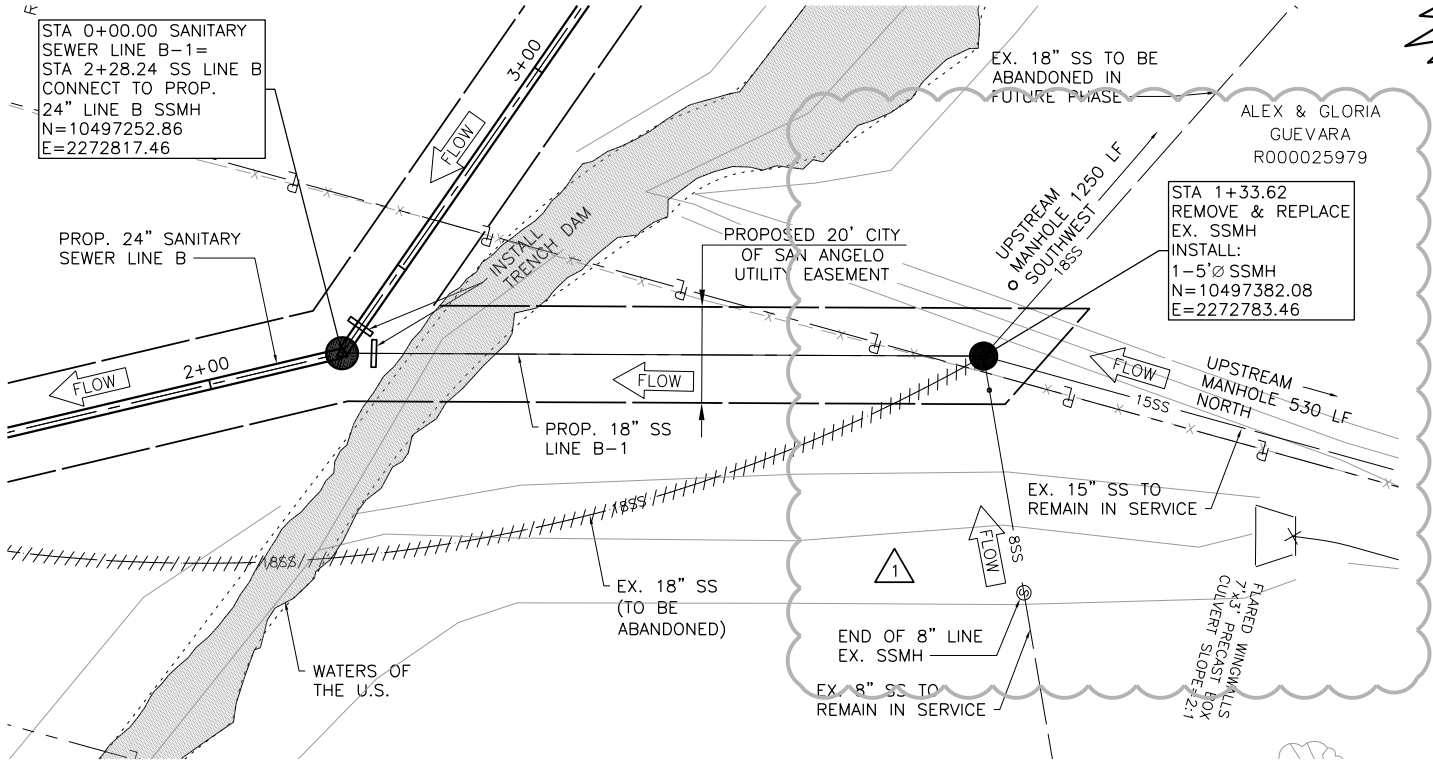 STA 0+00.00 SANITARY
SEWER LINE B-1=
STA 2+28.24 SS LINE B
CONNECT TO PROP.
24" LINE B SSMH
N=10497252.86
E=2272817.46
3+00
FLOW
EX. 18" SS TO BE
ABANDONED IN
FUTURE PHASE
ALEX & GLORIA
GUEVARA
R000025979
STA 1+33.62
REMOVE & REPLACE
EX. SSMH
INSTALL:
1-5'Ø SSMH
N=10497382.08
E=2272783.46
UPSTREAM
MANHOLE 1250 LF
SOUTHWEST
18SS
PROP. 24" SANITARY
SEWER LINE B
INSTALL
TRENCH DAM
PROPOSED 20' CITY
OF SAN ANGELO
UTILITY EASEMENT
2+00
FLOW
FLOW
FLOW
UPSTREAM
MANHOLE 530 LF
NORTH
15SS
PROP. 18" SS
LINE B-1
EX. 15" SS TO
REMAIN IN SERVICE
18SS
18SS
8SS
FLOW
1
S
EX. 18" SS
(TO BE
ABANDONED)
END OF 8" LINE
EX. SSMH
EX. 8" SS TO
REMAIN IN SERVICE
FLARED WINGWALLS
7'x3' PRECAST BOX
CULVERT SLOPE=2:1
WATERS OF
THE U.S.